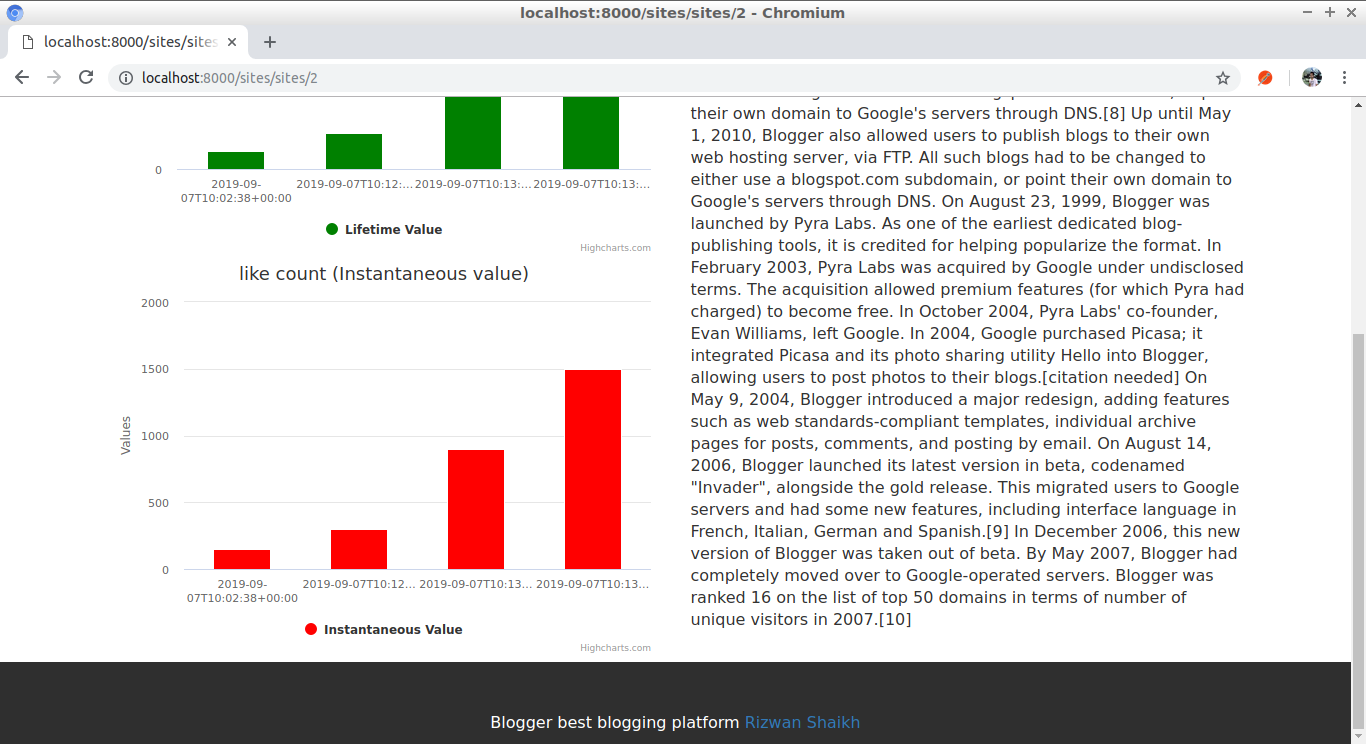 localhost:8000/sites/sites/2 - Chromium
localhost:8000/sites/sites
localhost:8000/sites/sites/2
0
2019-09-
07T10:02:38+00:00
2019-09-07T10:12:…
2019-09-07T10:13:…
2019-09-07T10:13:…
Lifetime Value
Highcharts.com
like count (Instantaneous value)
Values
2000
1500
1000
500
0
2019-09-
07T10:02:38+00:00
2019-09-07T10:12…
2019-09-07T10:13…
2019-09-07T10:13…
Instantaneous Value
Highcharts.com
their own domain to Google's servers through DNS.[8] Up until May
1, 2010, Blogger also allowed users to publish blogs to their own
web hosting server, via FTP. All such blogs had to be changed to
either use a blogspot.com subdomain, or point their own domain to
Google's servers through DNS. On August 23, 1999, Blogger was
launched by Pyra Labs. As one of the earliest dedicated blog-
publishing tools, it is credited for helping popularize the format. In
February 2003, Pyra Labs was acquired by Google under undisclosed
terms. The acquisition allowed premium features (for which Pyra had
charged) to become free. In October 2004, Pyra Labs' co-founder,
Evan Williams, left Google. In 2004, Google purchased Picasa; it
integrated Picasa and its photo sharing utility Hello into Blogger,
allowing users to post photos to their blogs.[citation needed] On
May 9, 2004, Blogger introduced a major redesign, adding features
such as web standards-compliant templates, individual archive
pages for posts, comments, and posting by email. On August 14,
2006, Blogger launched its latest version in beta, codenamed
"Invader", alongside the gold release. This migrated users to Google
servers and had some new features, including interface language in
French, Italian, German and Spanish.[9] In December 2006, this new
version of Blogger was taken out of beta. By May 2007, Blogger had
completely moved over to Google-operated servers. Blogger was
ranked 16 on the list of top 50 domains in terms of number of
unique visitors in 2007.[10]
Blogger best blogging platform Rizwan Shaikh